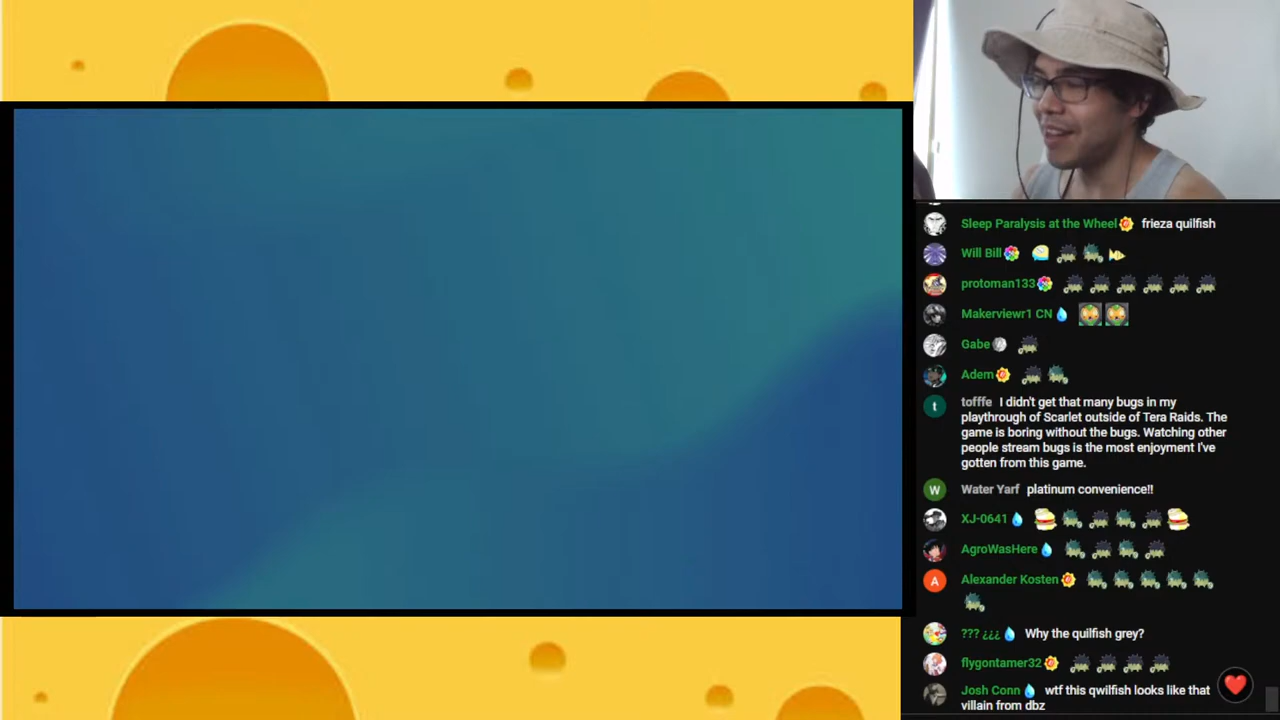 Sleep Paralysis at the Wheel frieza quilfish
Will Bill
protoman133
Makerviewr1 CN
Gabe
Adem
t
tofffe I didn't get that many bugs in my
playthrough of Scarlet outside of Tera Raids. The
game is boring without the bugs. Watching other
people stream bugs is the most enjoyment I've
gotten from this game.
W
Water Yarf platinum convenience!!
XJ-0641
AgroWasHere
A
Alexander Kosten
??? ¿¿¿ Why the quilfish grey?
flygontamer32
Josh Conn wtf this qwilfish looks like that
villain from dbz